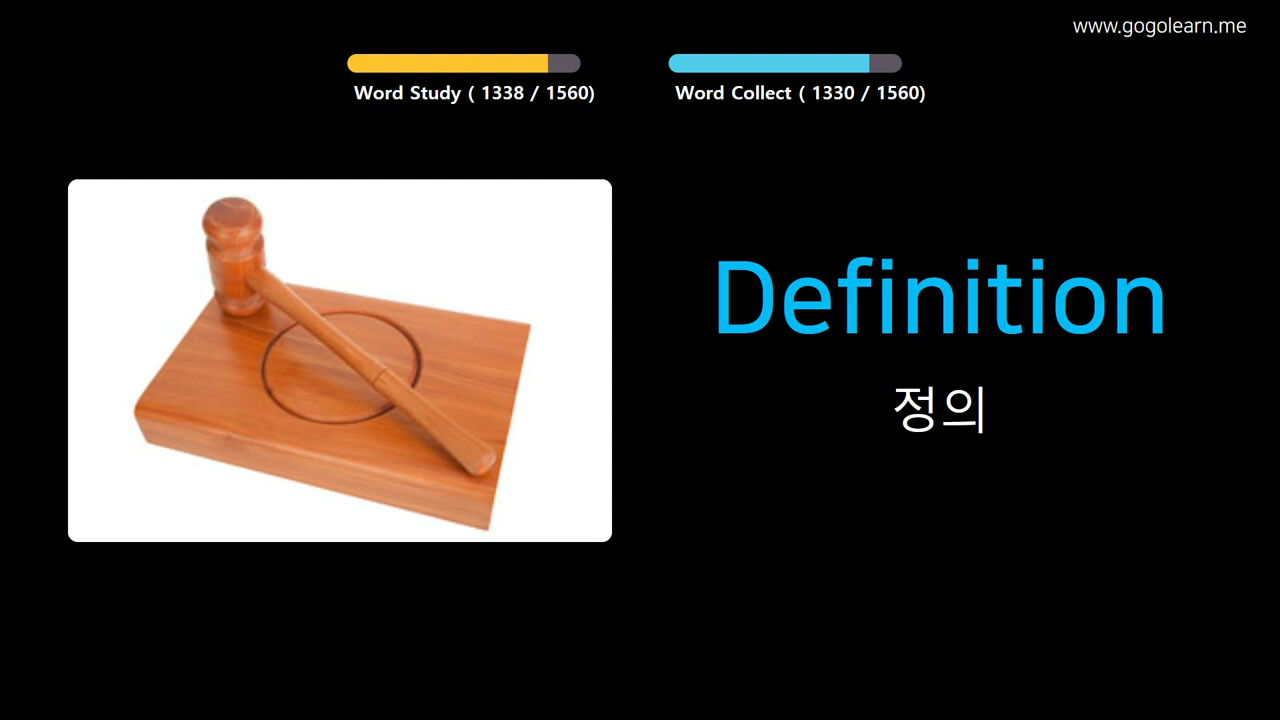 www.gogolearn.me
Word Study ( 1338 / 1560)
Word Collect ( 1330 / 1560)
Definition
정의